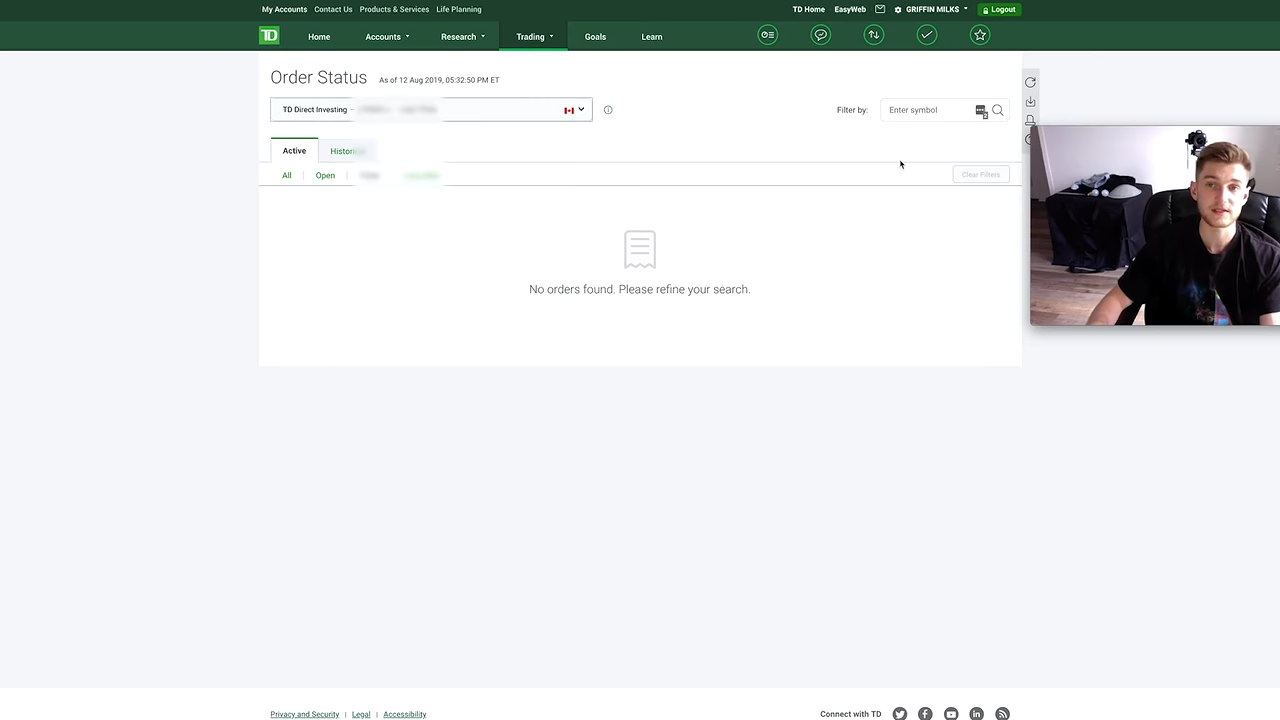 My Accounts Contact Us Products & Services Life Planning TD Home EasyWeb GRIFFIN MILKS Logout
TD Home Accounts Research Trading Goals Learn
Order Status As of 12 Aug 2019, 05:32:50 PM ET
TD Direct Investing - Filter by: Enter symbol
Active
All Open Clear Filters
No orders found. Please refine your search.
Privacy and Security | Legal | Accessibility Connect with TD